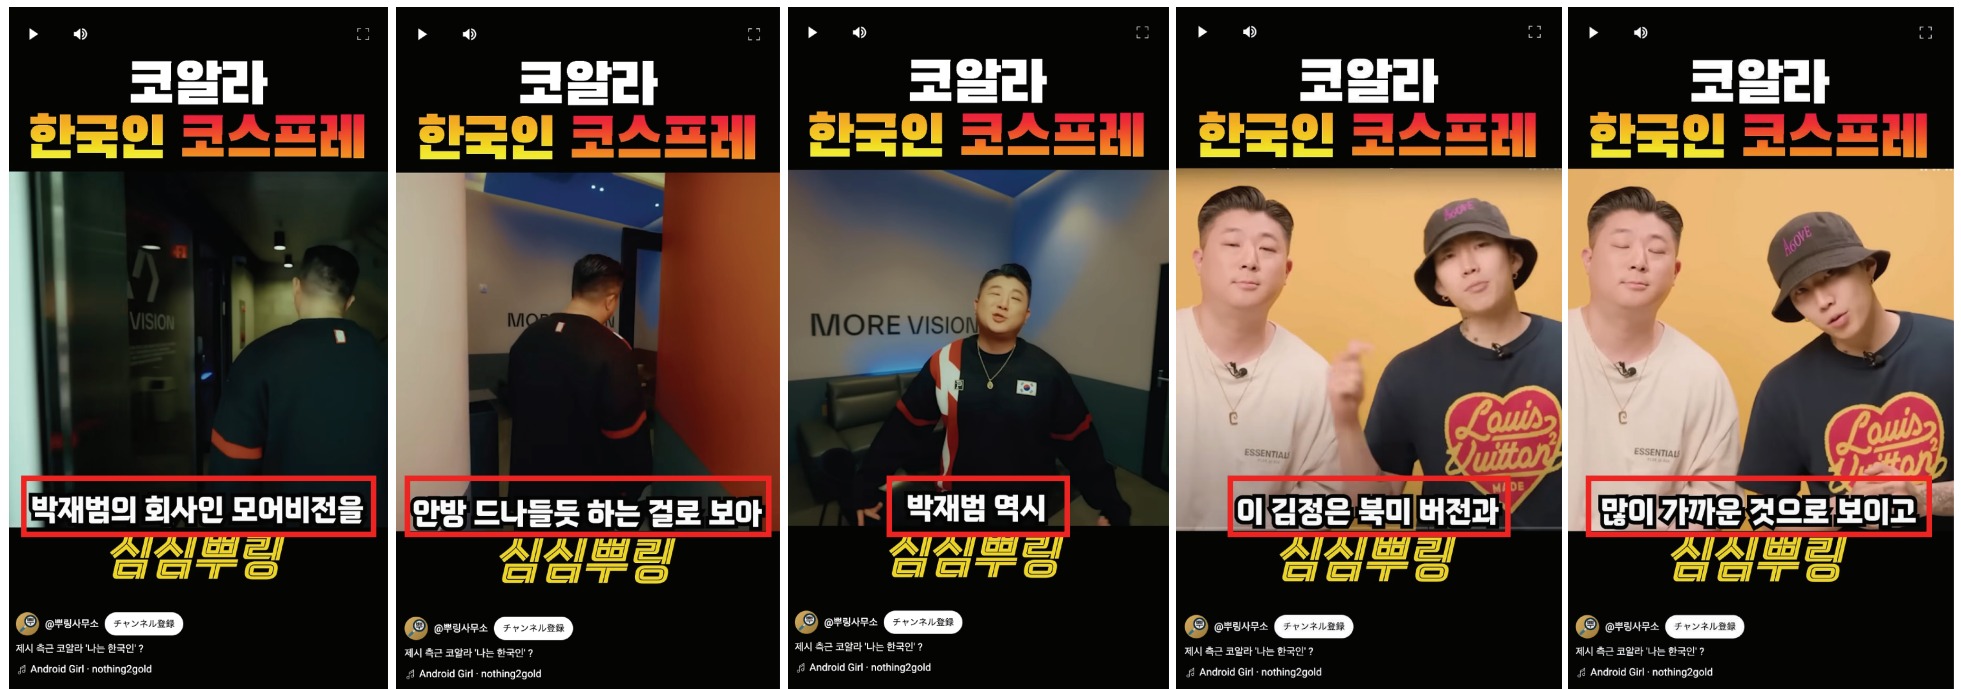 코알라
한국인 코스프레
VISION
박재범의 회사인 모어비전을
심심뿌링
@뿌링사무소 チャンネル登録
제시 측근 코알라 '나는 한국인' ?
Android Girl · nothing2gold
코알라
한국인 코스프레
MORE VISION
안방 드나들듯 하는 걸로 보아
심심뿌링
@뿌링사무소 チャンネル登録
제시 측근 코알라 '나는 한국인' ?
Android Girl · nothing2gold
코알라
한국인 코스프레
MORE VISION
박재범 역시
심심뿌링
@뿌링사무소 チャンネル登録
제시 측근 코알라 '나는 한국인' ?
Android Girl · nothing2gold
코알라
한국인 코스프레
ESSENTIALS
Louis
Vuitton
MADE
이 김정은 북미 버전과
심심뿌링
@뿌링사무소 チャンネル登録
제시 측근 코알라 '나는 한국인' ?
Android Girl · nothing2gold
코알라
한국인 코스프레
ESSENTIALS
Louis
Vuitton
많이 가까운 것으로 보이고
심심뿌링
@뿌링사무소 チャンネル登録
제시 측근 코알라 '나는 한국인' ?
Android Girl · nothing2gold